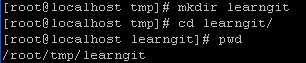 [root@localhost tmp]# mkdir learngit
[root@localhost tmp]# cd learngit/
[root@localhost learngit]# pwd
/root/tmp/learngit